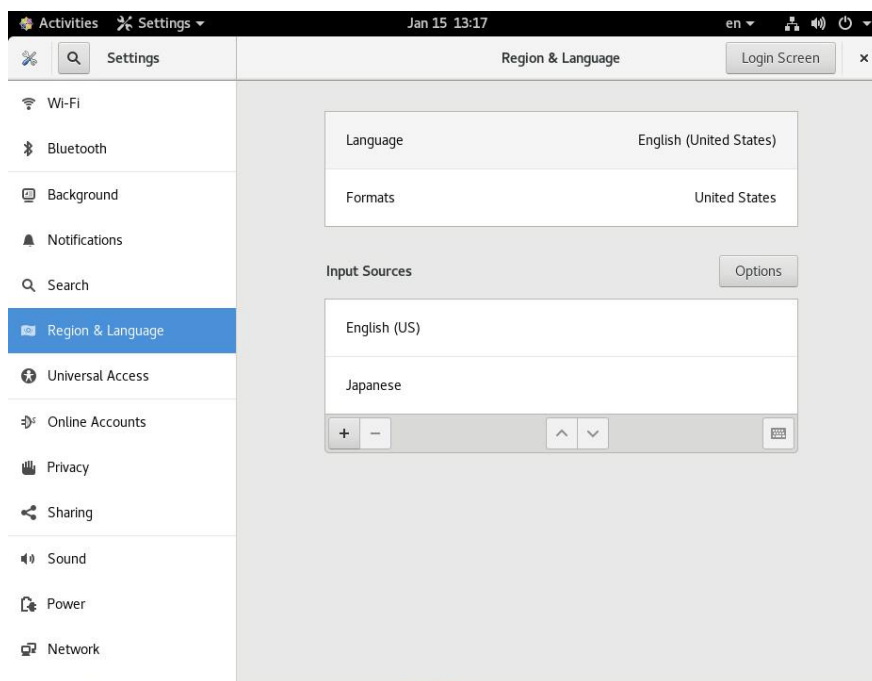 Activities Settings Jan 15 13:17 en
Settings Region & Language Login Screen
Wi-Fi
Bluetooth
Background
Notifications
Search
Region & Language
Universal Access
Online Accounts
Privacy
Sharing
Sound
Power
Network
Language English (United States)
Formats United States
Input Sources Options
English (US)
Japanese